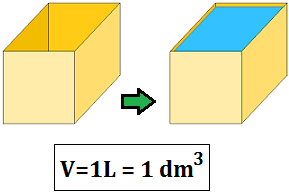 V=1L = 1 dm³